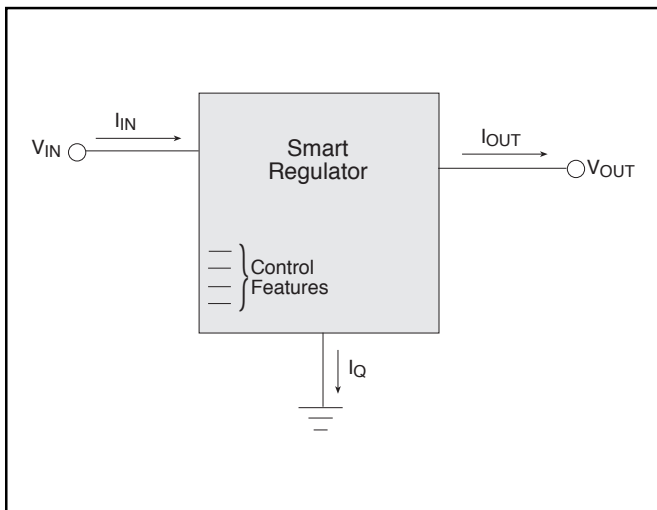 I_IN
V_IN
Smart
Regulator
I_OUT
V_OUT
Control
Features
I_Q